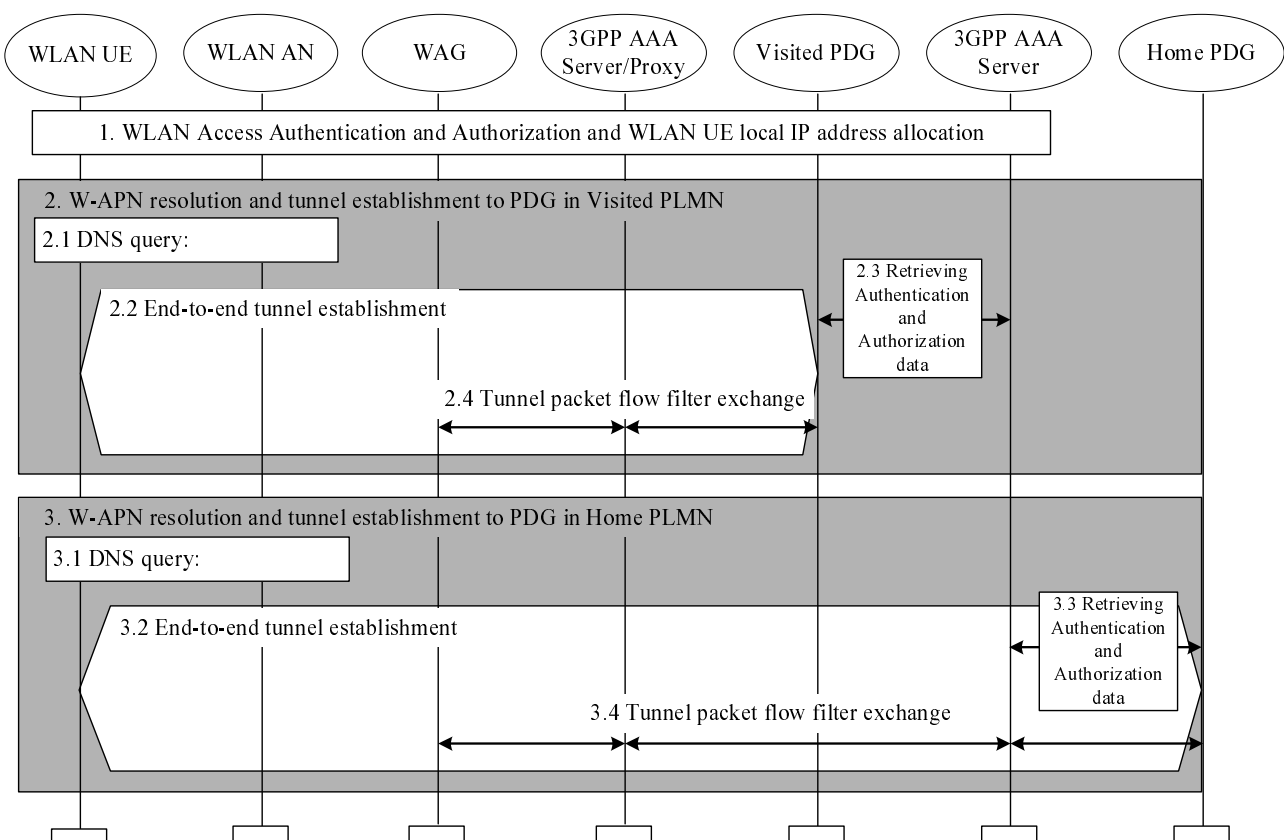 WLAN UE
WLAN AN
WAG
3GPP AAA
Server/Proxy
Visited PDG
3GPP AAA
Server
Home PDG
1. WLAN Access Authentication and Authorization and WLAN UE local IP address allocation
2. W-APN resolution and tunnel establishment to PDG in Visited PLMN
2.1 DNS query:
2.2 End-to-end tunnel establishment
2.3 Retrieving
Authentication
and
Authorization
data
2.4 Tunnel packet flow filter exchange
3. W-APN resolution and tunnel establishment to PDG in Home PLMN
3.1 DNS query:
3.2 End-to-end tunnel establishment
3.3 Retrieving
Authentication
and
Authorization
data
3.4 Tunnel packet flow filter exchange